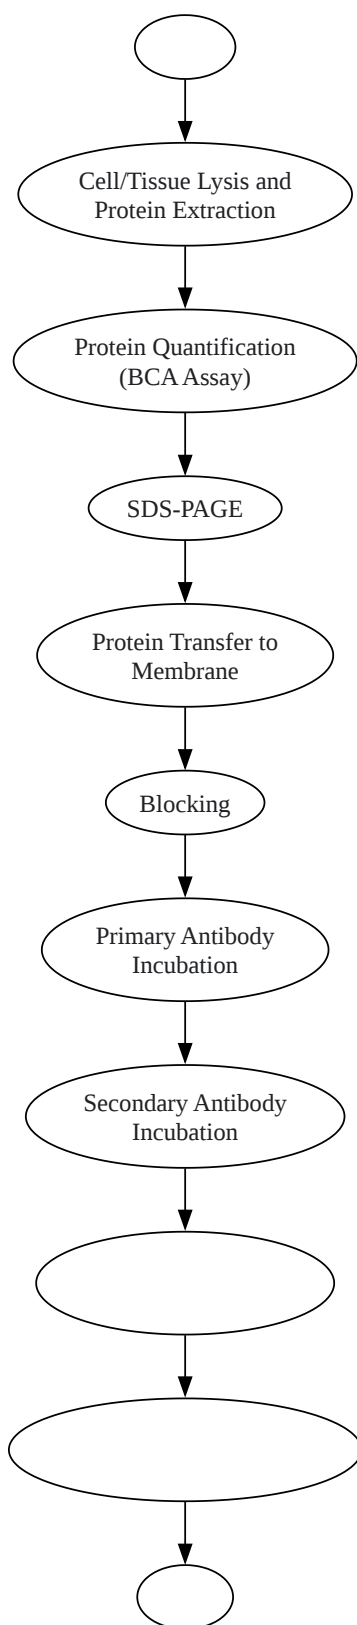 Cell/Tissue Lysis and
Protein Extraction
Protein Quantification
(BCA Assay)
SDS-PAGE
Protein Transfer to
Membrane
Blocking
Primary Antibody
Incubation
Secondary Antibody
Incubation